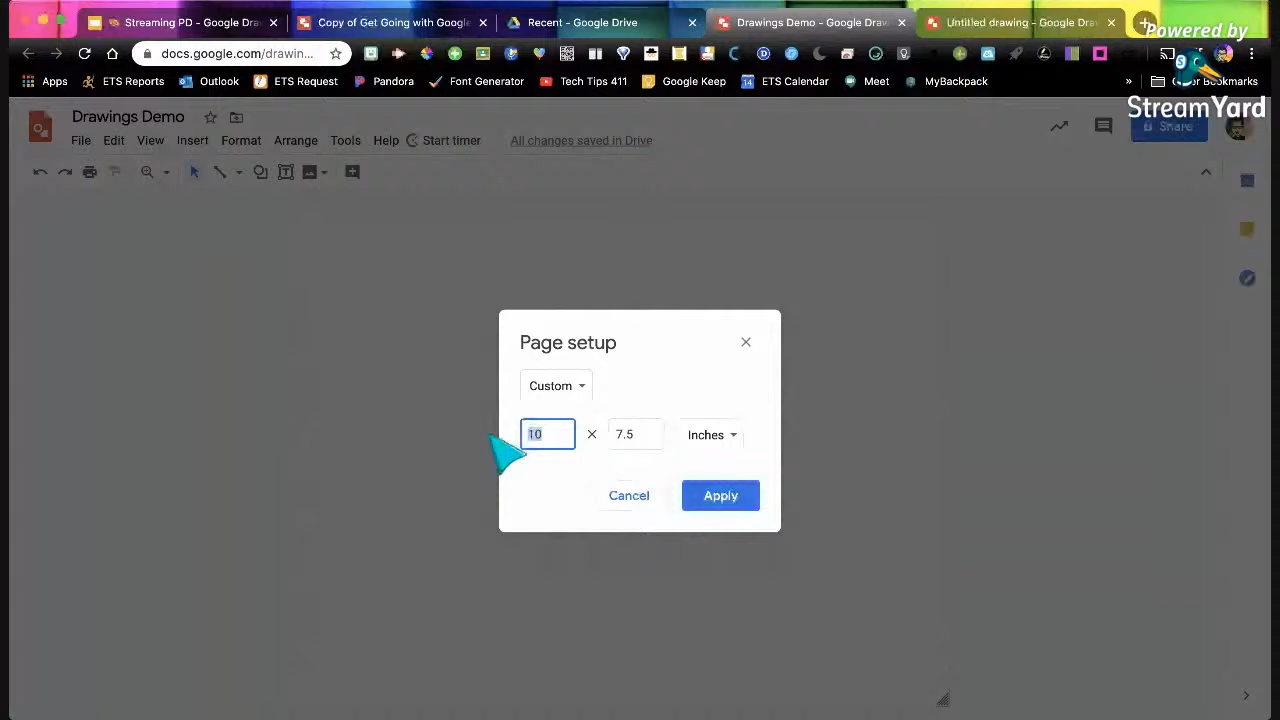 Streaming PD - Google Drav
Copy of Get Going with Google
Recent - Google Drive
Drawings Demo - Google Draw
Untitled drawing - Google Draw
Powered by
StreamYard
docs.google.com/drawin...
Apps
ETS Reports
Outlook
ETS Request
Pandora
Font Generator
Tech Tips 411
Google Keep
ETS Calendar
Meet
MyBackpack
»
Bookmarks
Drawings Demo
File Edit View Insert Format Arrange Tools Help Start timer All changes saved in Drive
Share
Page setup
Custom
10 × 7.5 Inches
Cancel Apply